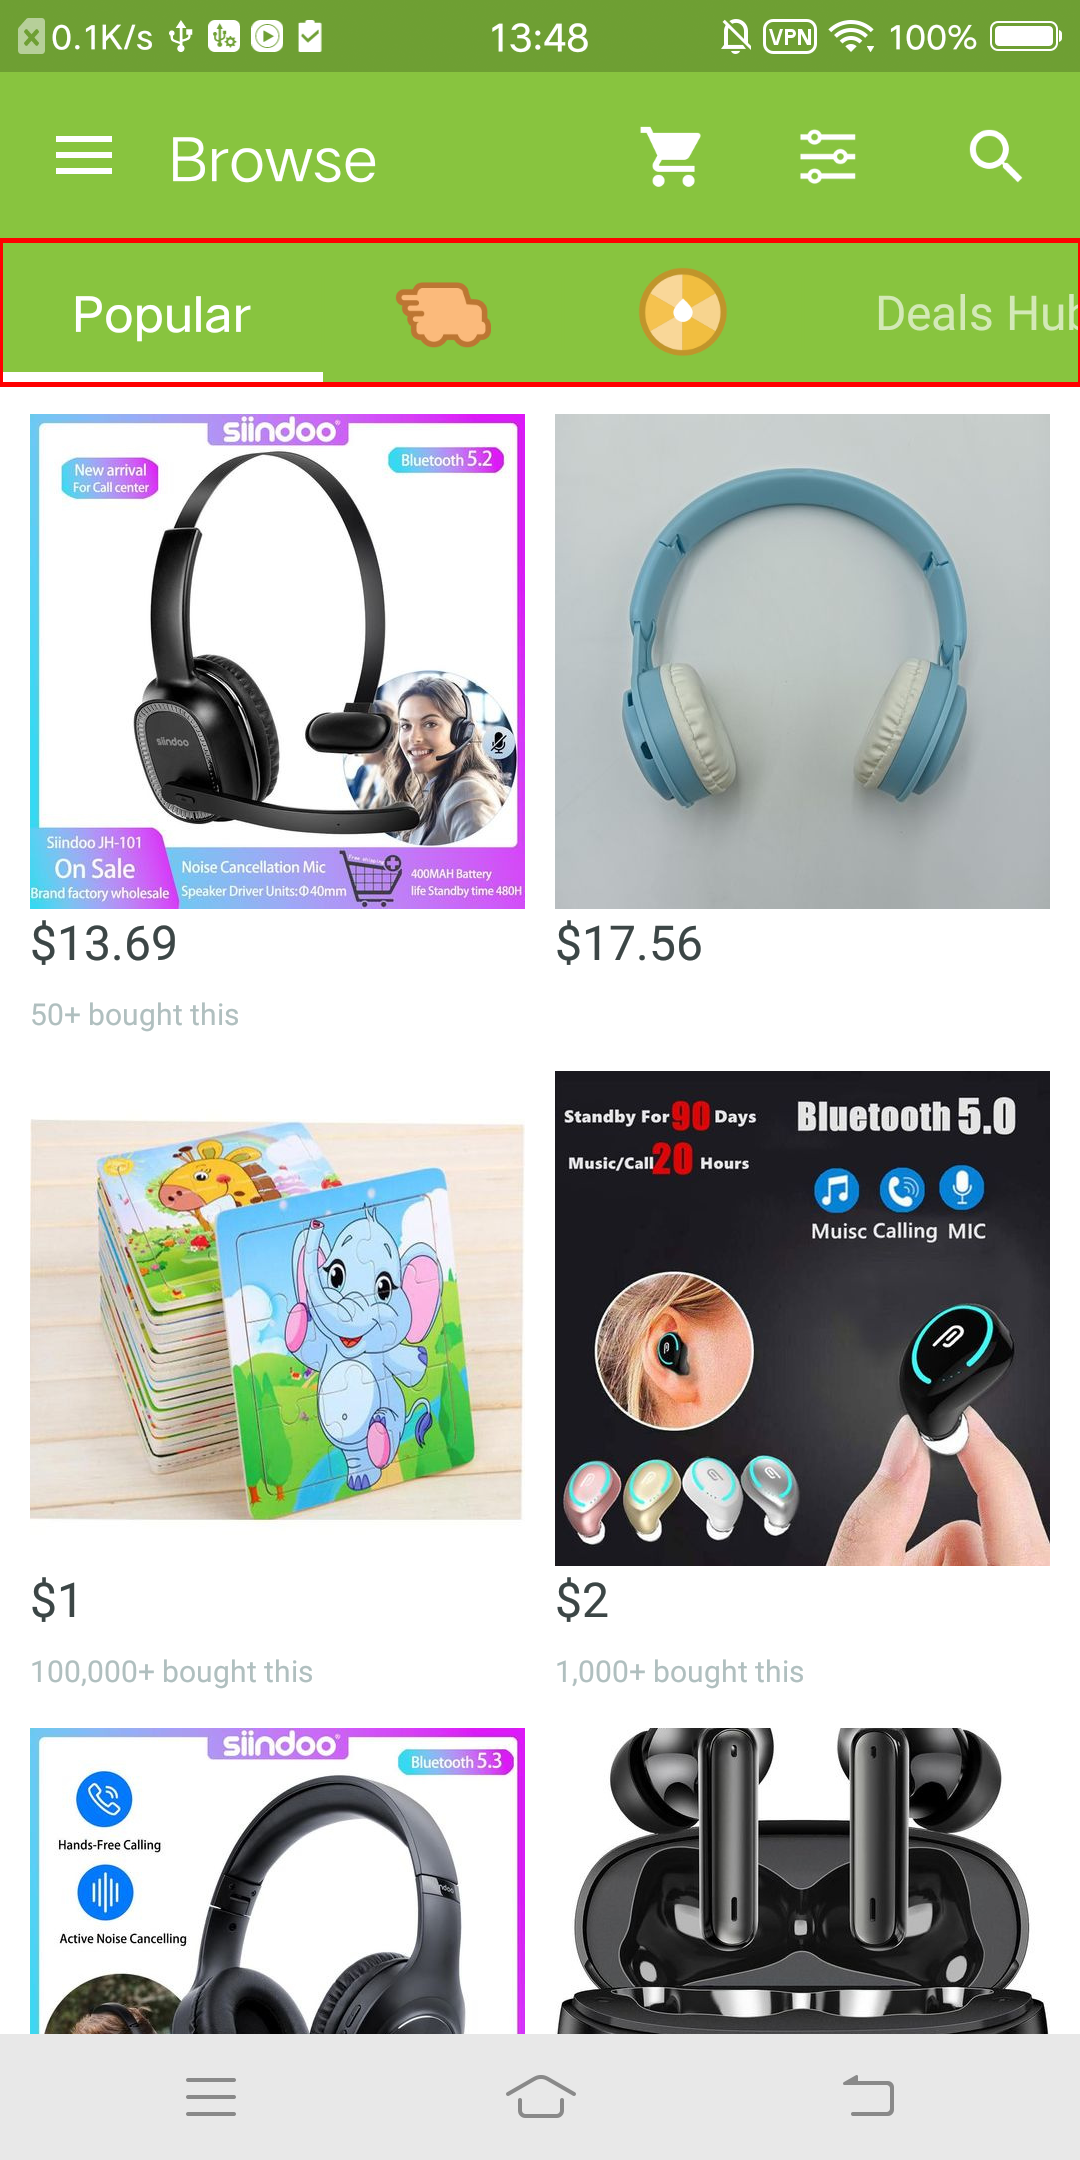 0.1K/s 13:48 VPN 100%
Browse
Popular Deals Hub
siindoo
New arrival
For Call center
Bluetooth 5.2
siindoo
Siindoo JH-101
On Sale
Brand factory wholesale
Noise Cancellation Mic
Speaker Driver Units:Φ40mm
Free shipping
400MAH Battery
life Standby time 480H
$13.69
50+ bought this
$17.56
$1
100,000+ bought this
Standby For 90 Days
Music/Call 20 Hours
Bluetooth 5.0
Muisc Calling MIC
$2
1,000+ bought this
siindoo
Bluetooth 5.3
Hands-Free Calling
Active Noise Cancelling